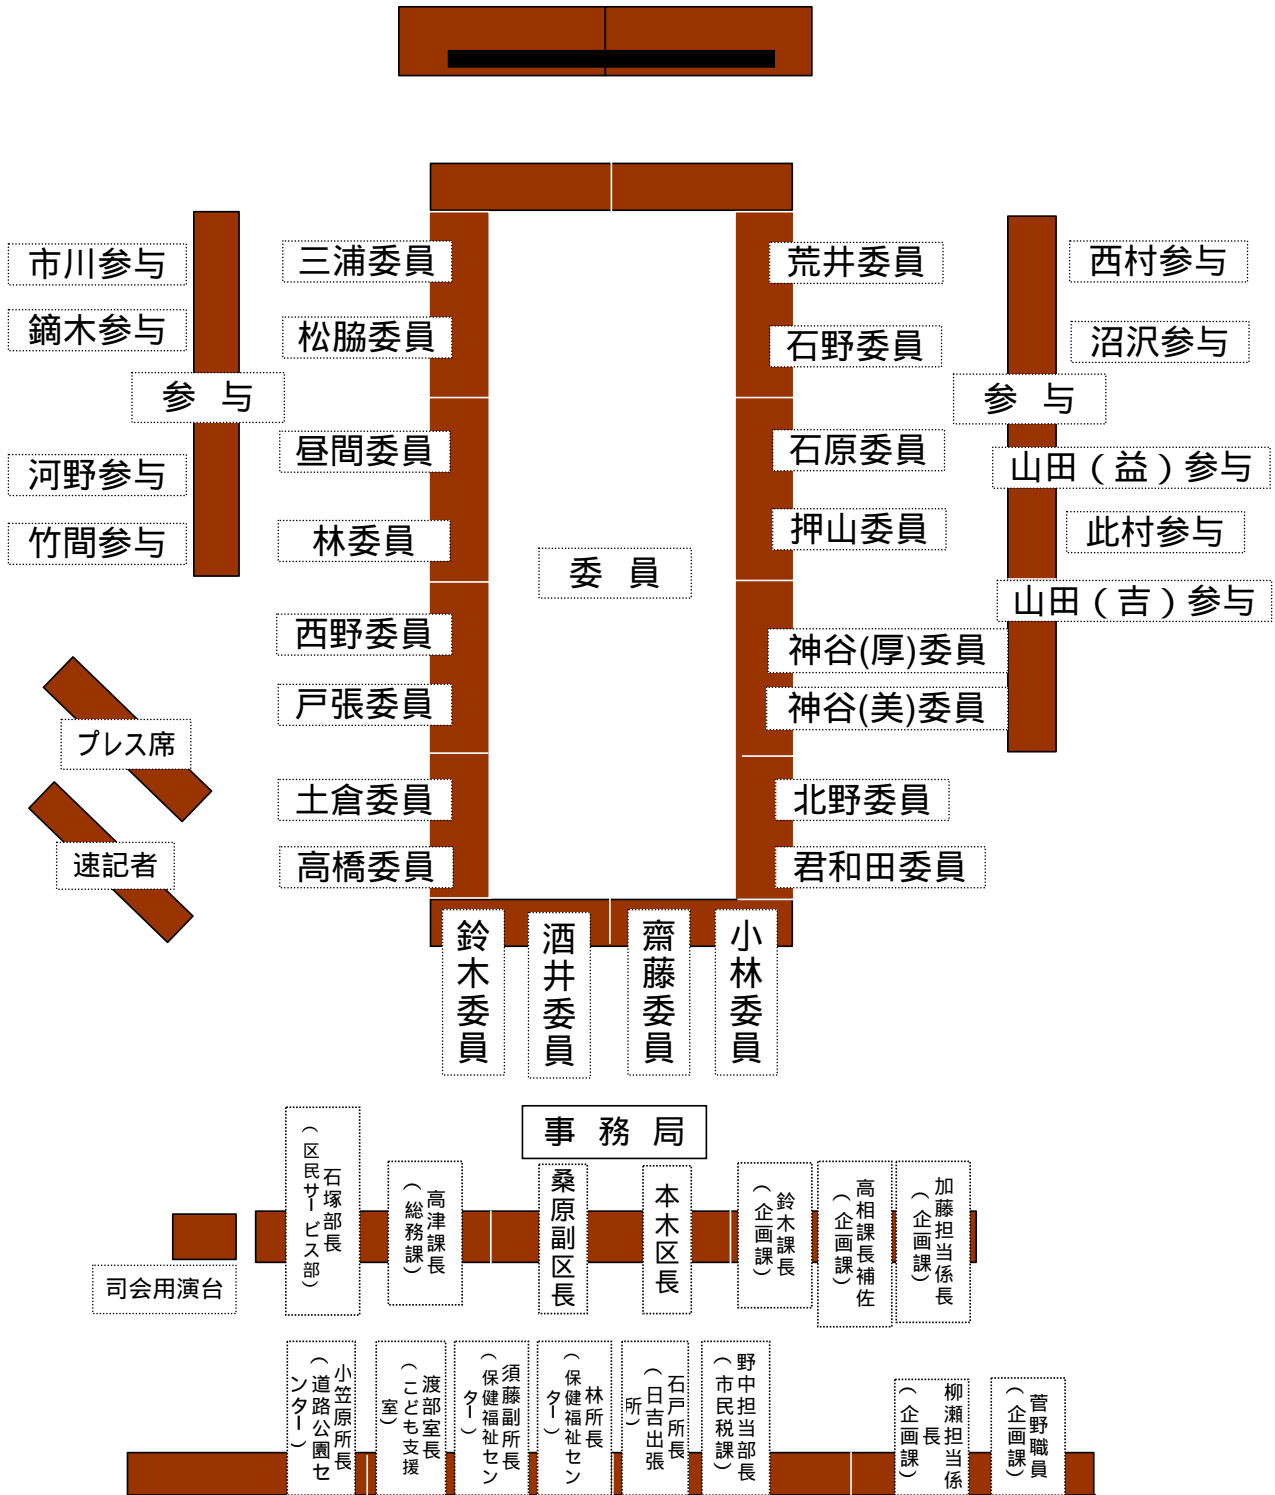 市川参与
鏑木参与
参 与
河野参与
竹間参与
三浦委員
松脇委員
昼間委員
林委員
西野委員
戸張委員
土倉委員
高橋委員
委 員
荒井委員
石野委員
石原委員
押山委員
神谷(厚)委員
神谷(美)委員
北野委員
君和田委員
西村参与
沼沢参与
参 与
山田（益）参与
此村参与
山田（吉）参与
プレス席
速記者
鈴木委員
酒井委員
齋藤委員
小林委員
事 務 局
司会用演台
石塚部長
（区民サービス部）
高津課長
（総務課）
桑原副区長
本木区長
鈴木課長
（企画課）
高相課長補佐
（企画課）
加藤担当係長
（企画課）
小笠原所長
（道路公園セ
ンター）
渡部室長
（こども支援
室）
須藤副所長
（保健福祉セン
ター）
林所長
（保健福祉セン
ター）
石戸所長
（日吉出張
所）
野中担当部長
（市民税課）
柳瀬担当係
長
（企画課）
菅野職員
（企画課）